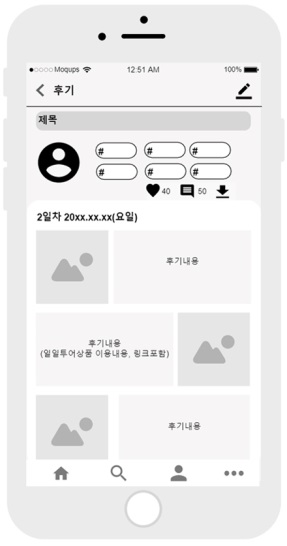 Moqups 12:51 AM 100%
후기
제목
# # #
# # #
40 50
2일차 20xx.xx.xx(요일)
후기내용
후기내용
(일일투어상품 이용내용, 링크포함)
후기내용